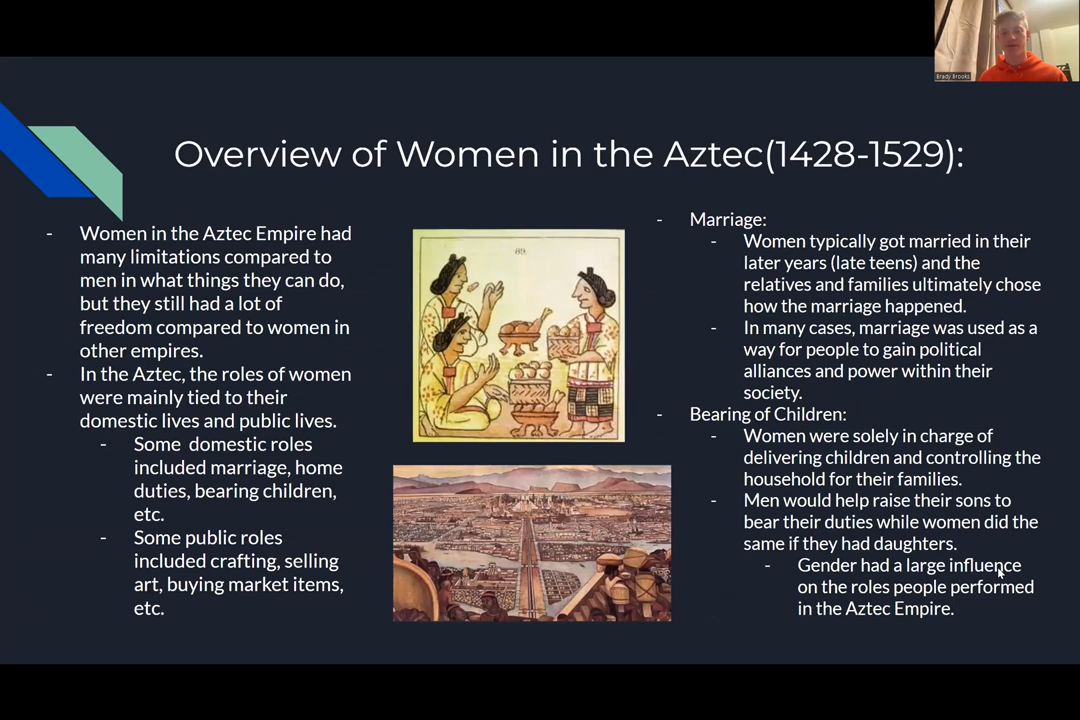 Brady Brooks
Overview of Women in the Aztec(1428-1529):
- Women in the Aztec Empire had
many limitations compared to
men in what things they can do,
but they still had a lot of
freedom compared to women in
other empires.
- In the Aztec, the roles of women
were mainly tied to their
domestic lives and public lives.
- Some domestic roles
included marriage, home
duties, bearing children,
etc.
- Some public roles
included crafting, selling
art, buying market items,
etc.
89.
- Marriage:
- Women typically got married in their
later years (late teens) and the
relatives and families ultimately chose
how the marriage happened.
- In many cases, marriage was used as a
way for people to gain political
alliances and power within their
society.
- Bearing of Children:
- Women were solely in charge of
delivering children and controlling the
household for their families.
- Men would help raise their sons to
bear their duties while women did the
same if they had daughters.
- Gender had a large influence
on the roles people performed
in the Aztec Empire.